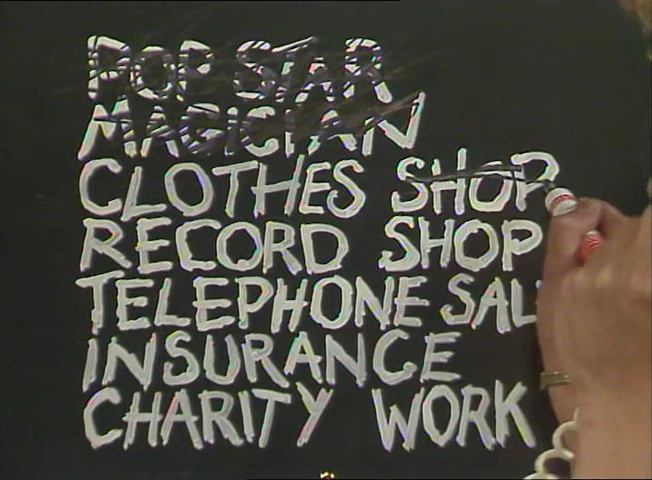 POP STAR
MAGICIAN
CLOTHES SHOP
RECORD SHOP
TELEPHONE SAL
INSURANCE
CHARITY WORK